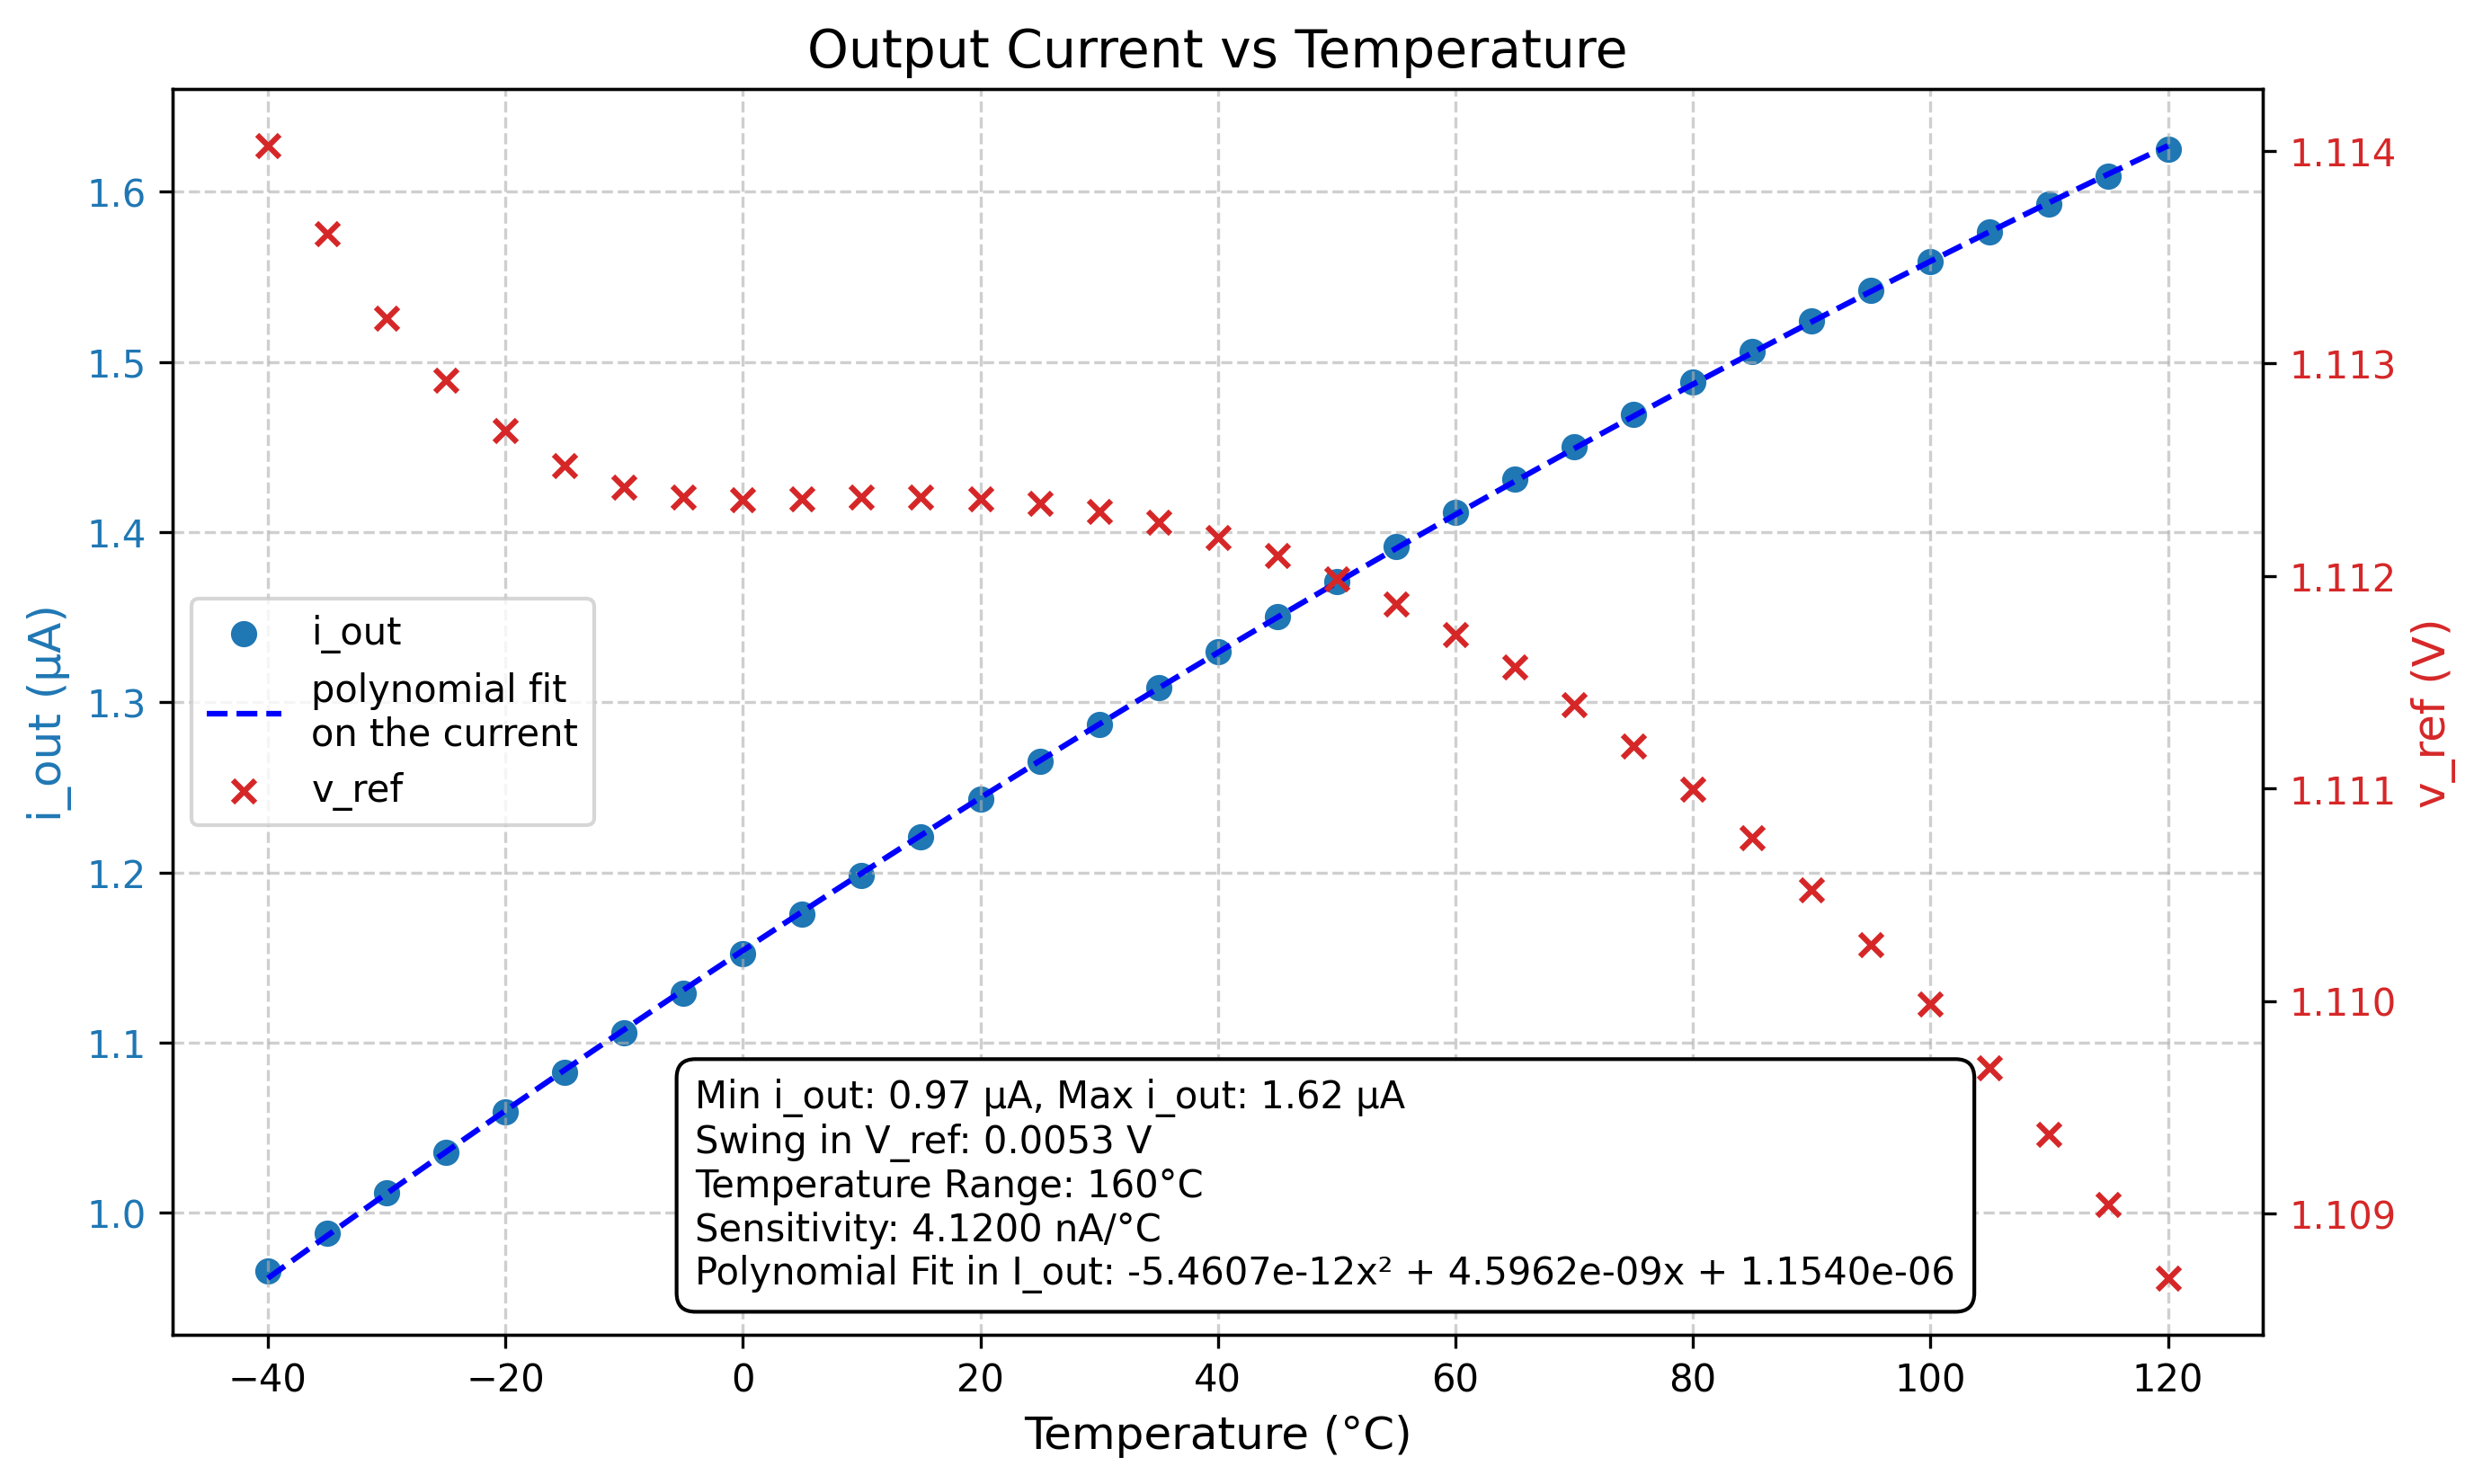 Output Current vs Temperature
i_out (µA)
1.6
1.5
1.4
1.3
1.2
1.1
1.0
i_out
polynomial fit
on the current
v_ref
Min i_out: 0.97 µA, Max i_out: 1.62 µA
Swing in V_ref: 0.0053 V
Temperature Range: 160°C
Sensitivity: 4.1200 nA/°C
Polynomial Fit in I_out: -5.4607e-12x² + 4.5962e-09x + 1.1540e-06
1.114
1.113
1.112
1.111
1.110
1.109
v_ref (V)
−40 −20 0 20 40 60 80 100 120
Temperature (°C)